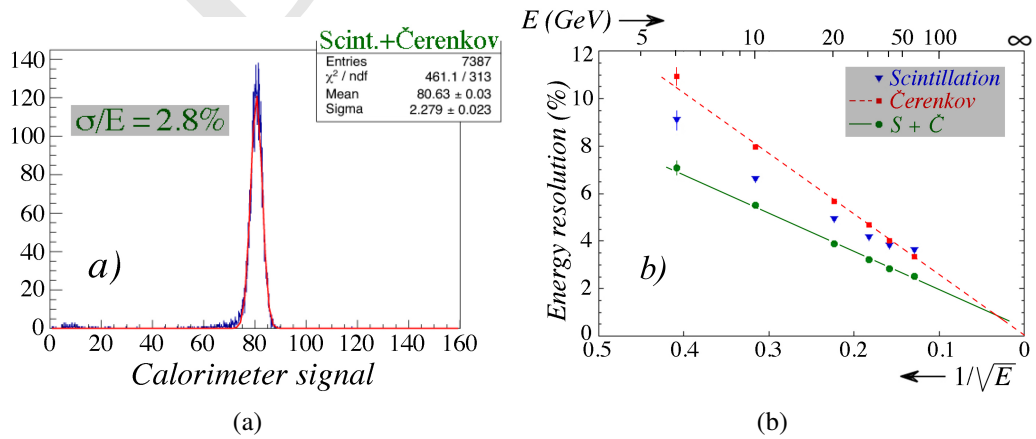 Scint.+Čerenkov
Entries 7387
χ² / ndf 461.1 / 313
Mean 80.63 ± 0.03
Sigma 2.279 ± 0.023
σ/E = 2.8%
a)
140
120
100
80
60
40
20
0
0 20 40 60 80 100 120 140 160
Calorimeter signal
(a)
E (GeV)
5 10 20 30 50 100 ∞
Scintillation
Čerenkov
S + Č
Energy resolution (%)
12
10
8
6
4
2
0
b)
0.5 0.4 0.3 0.2 0.1 0
1/√E
(b)